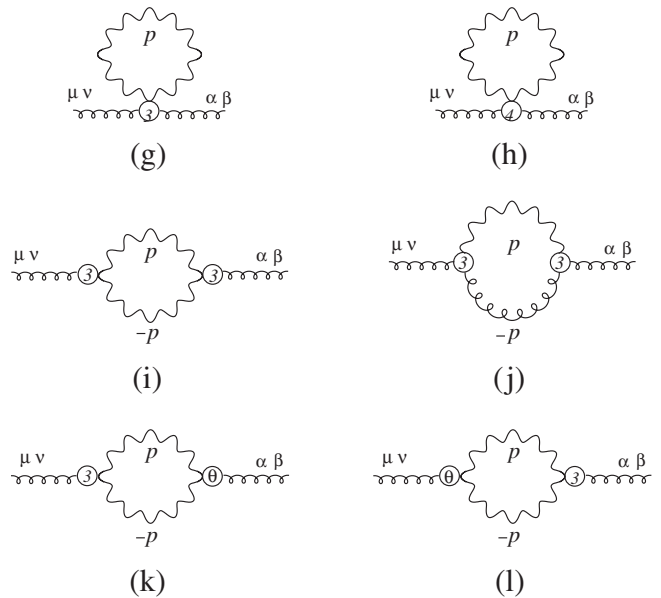 p p
μ ν 3 α β μ ν 4 α β
(g) (h)
μ ν 3 p 3 α β μ ν 3 p 3 α β
−p −p
(i) (j)
μ ν 3 p θ α β μ ν θ p 3 α β
−p −p
(k) (l)